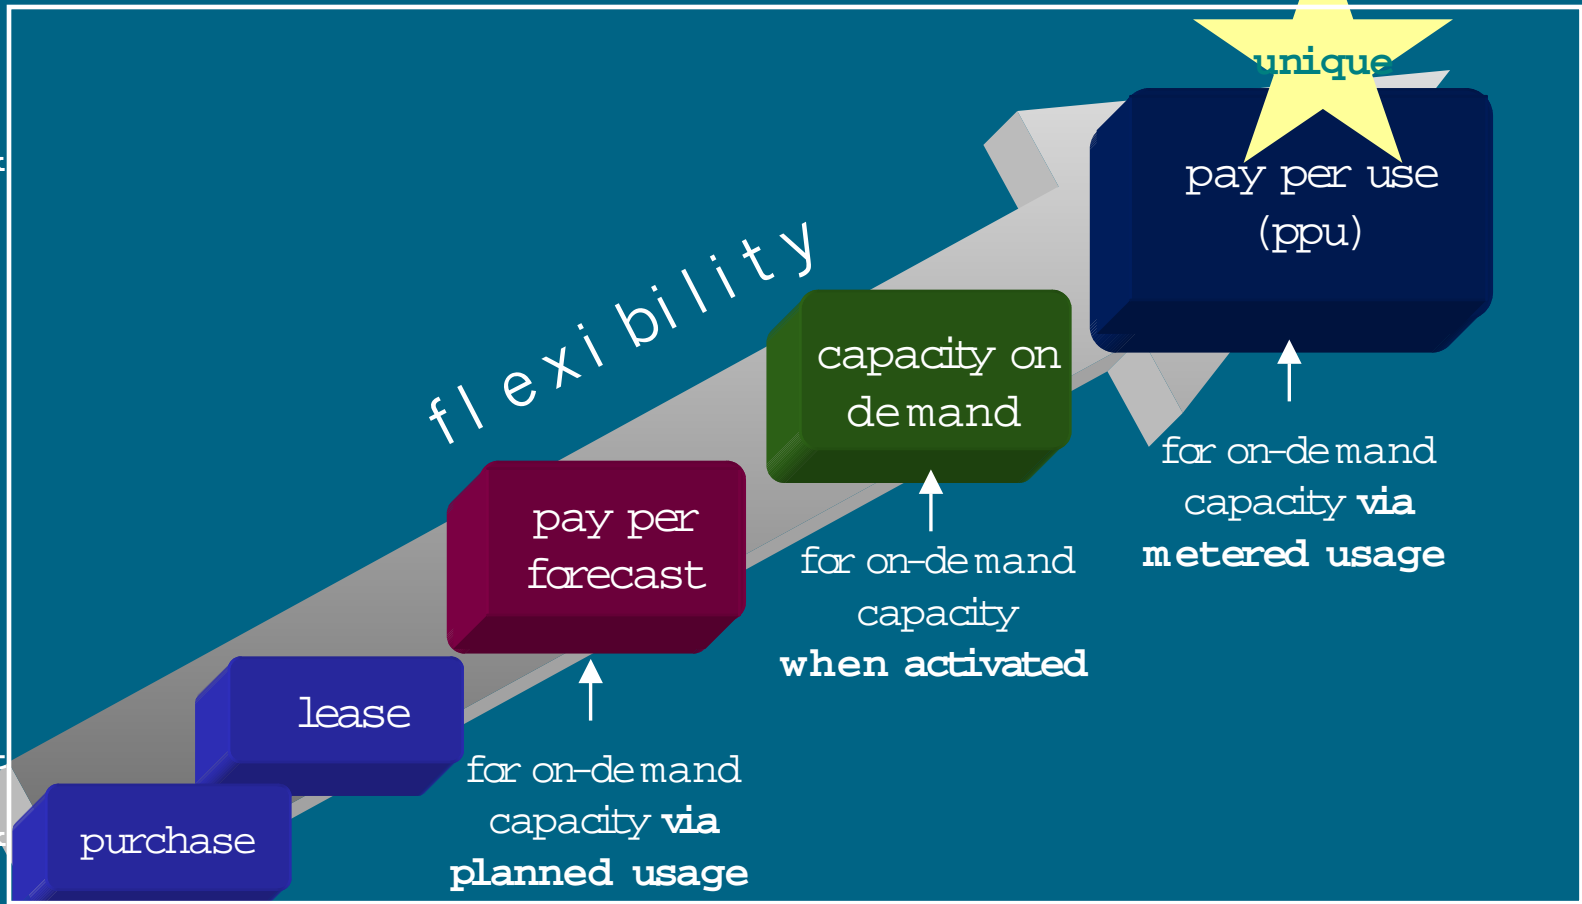 unique
pay per use
(ppu)
flexibility
capacity on
demand
for on-demand
capacity via
metered usage
pay per
forecast
for on-demand
capacity
when activated
lease
for on-demand
capacity via
planned usage
purchase